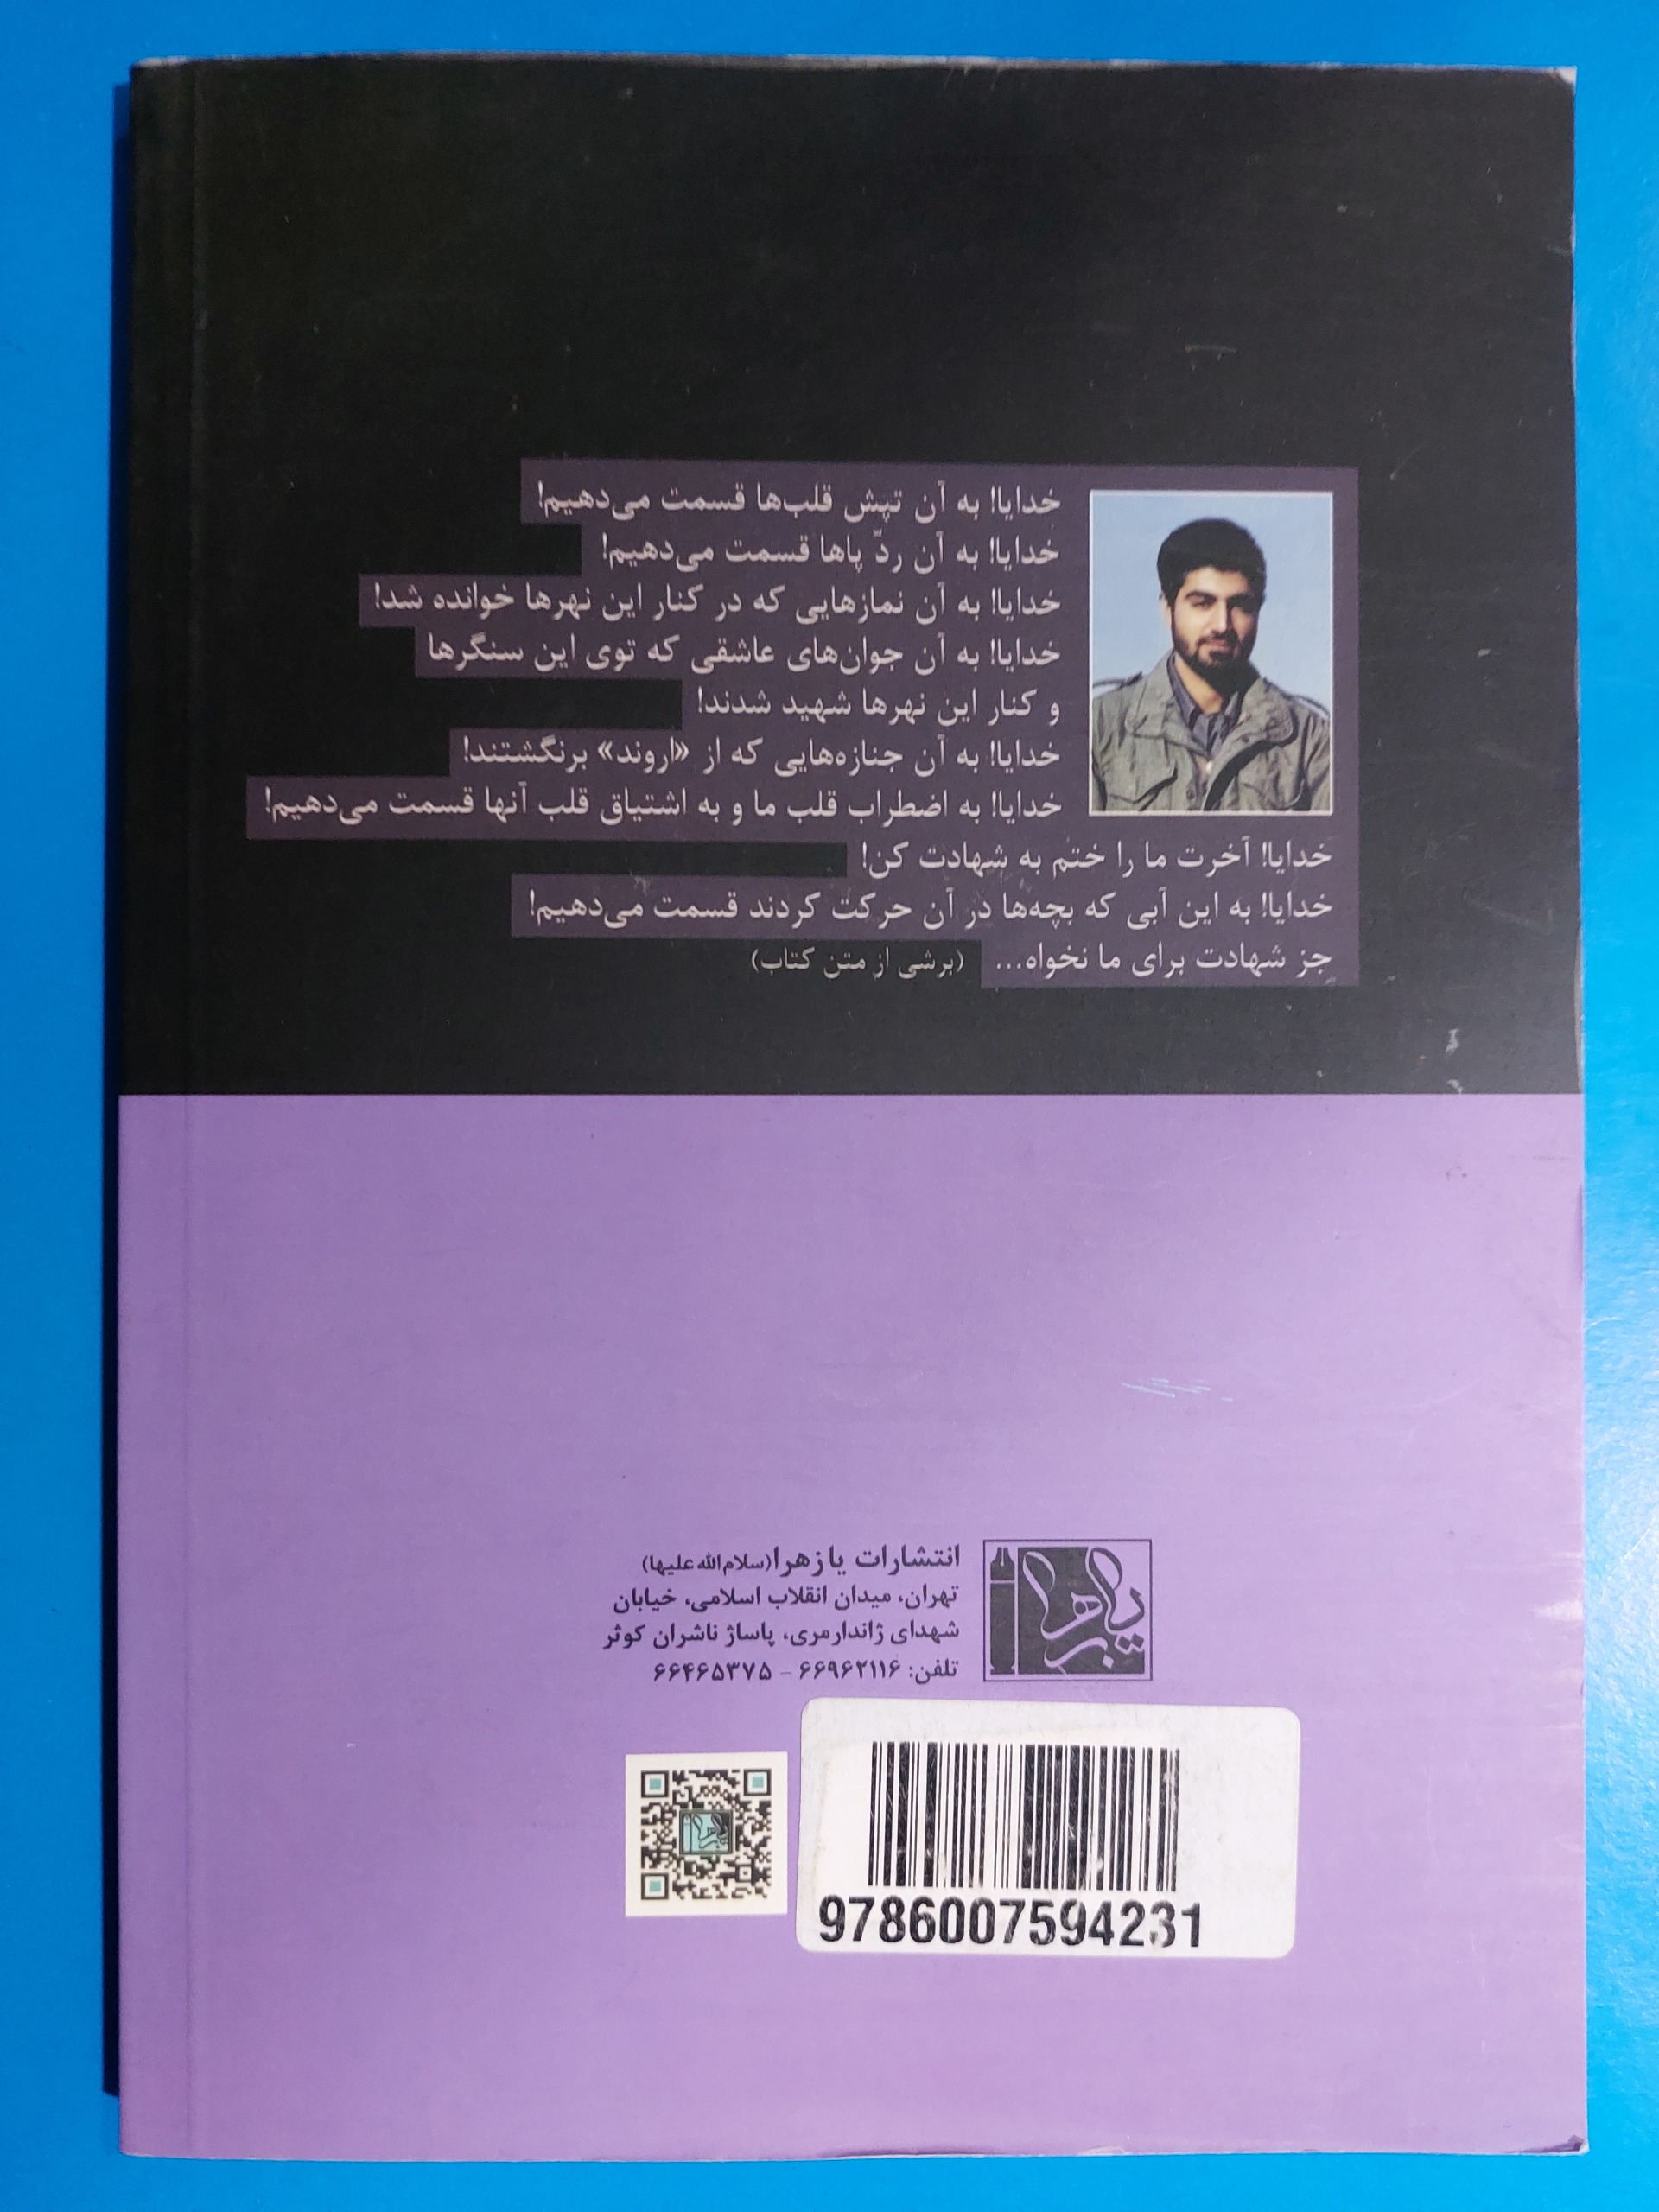 خدایا! به آن تپش قلب‌ها قسمت می‌دهیم!
خدایا! به آن ردّ پاها قسمت می‌دهیم!
خدایا! به آن نمازهایی که در کنار این نهرها خوانده شد!
خدایا! به آن جوان‌های عاشقی که توی این سنگرها
و کنار این نهرها شهید شدند!
خدایا! به آن جنازه‌هایی که از «اروند» برنگشتند!
خدایا! به اضطراب قلب ما و به اشتیاق قلب آنها قسمت می‌دهیم!
خدایا! آخرت ما را ختم به شهادت کن!
خدایا! به این آبی که بچه‌ها در آن حرکت کردند قسمت می‌دهیم!
جز شهادت برای ما نخواه... (برشی از متن کتاب)
یا زهرا
انتشارات یا زهرا(سلام‌الله علیها)
تهران، میدان انقلاب اسلامی، خیابان
شهدای ژاندارمری، پاساژ ناشران کوثر
تلفن: ۶۶۹۶۲۱۱۶ - ۶۶۴۶۵۳۷۵
9786007594231